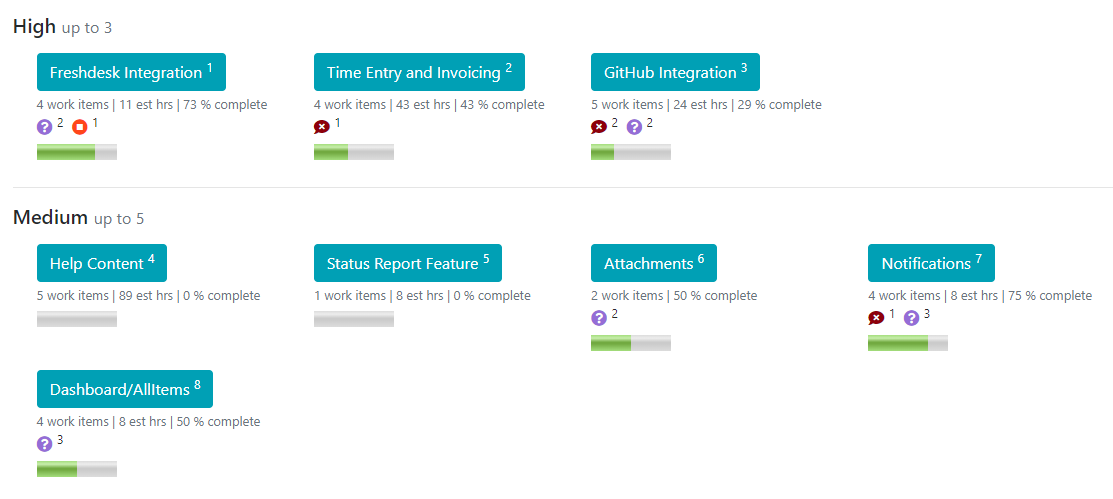 High up to 3
Freshdesk Integration 1
Time Entry and Invoicing 2
GitHub Integration 3
4 work items | 11 est hrs | 73 % complete
4 work items | 43 est hrs | 43 % complete
5 work items | 24 est hrs | 29 % complete
? 2 1
1
2 ? 2
Medium up to 5
Help Content 4
Status Report Feature 5
Attachments 6
Notifications 7
5 work items | 89 est hrs | 0 % complete
1 work items | 8 est hrs | 0 % complete
2 work items | 50 % complete
4 work items | 8 est hrs | 75 % complete
? 2
1 ? 3
Dashboard/AllItems 8
4 work items | 8 est hrs | 50 % complete
? 3